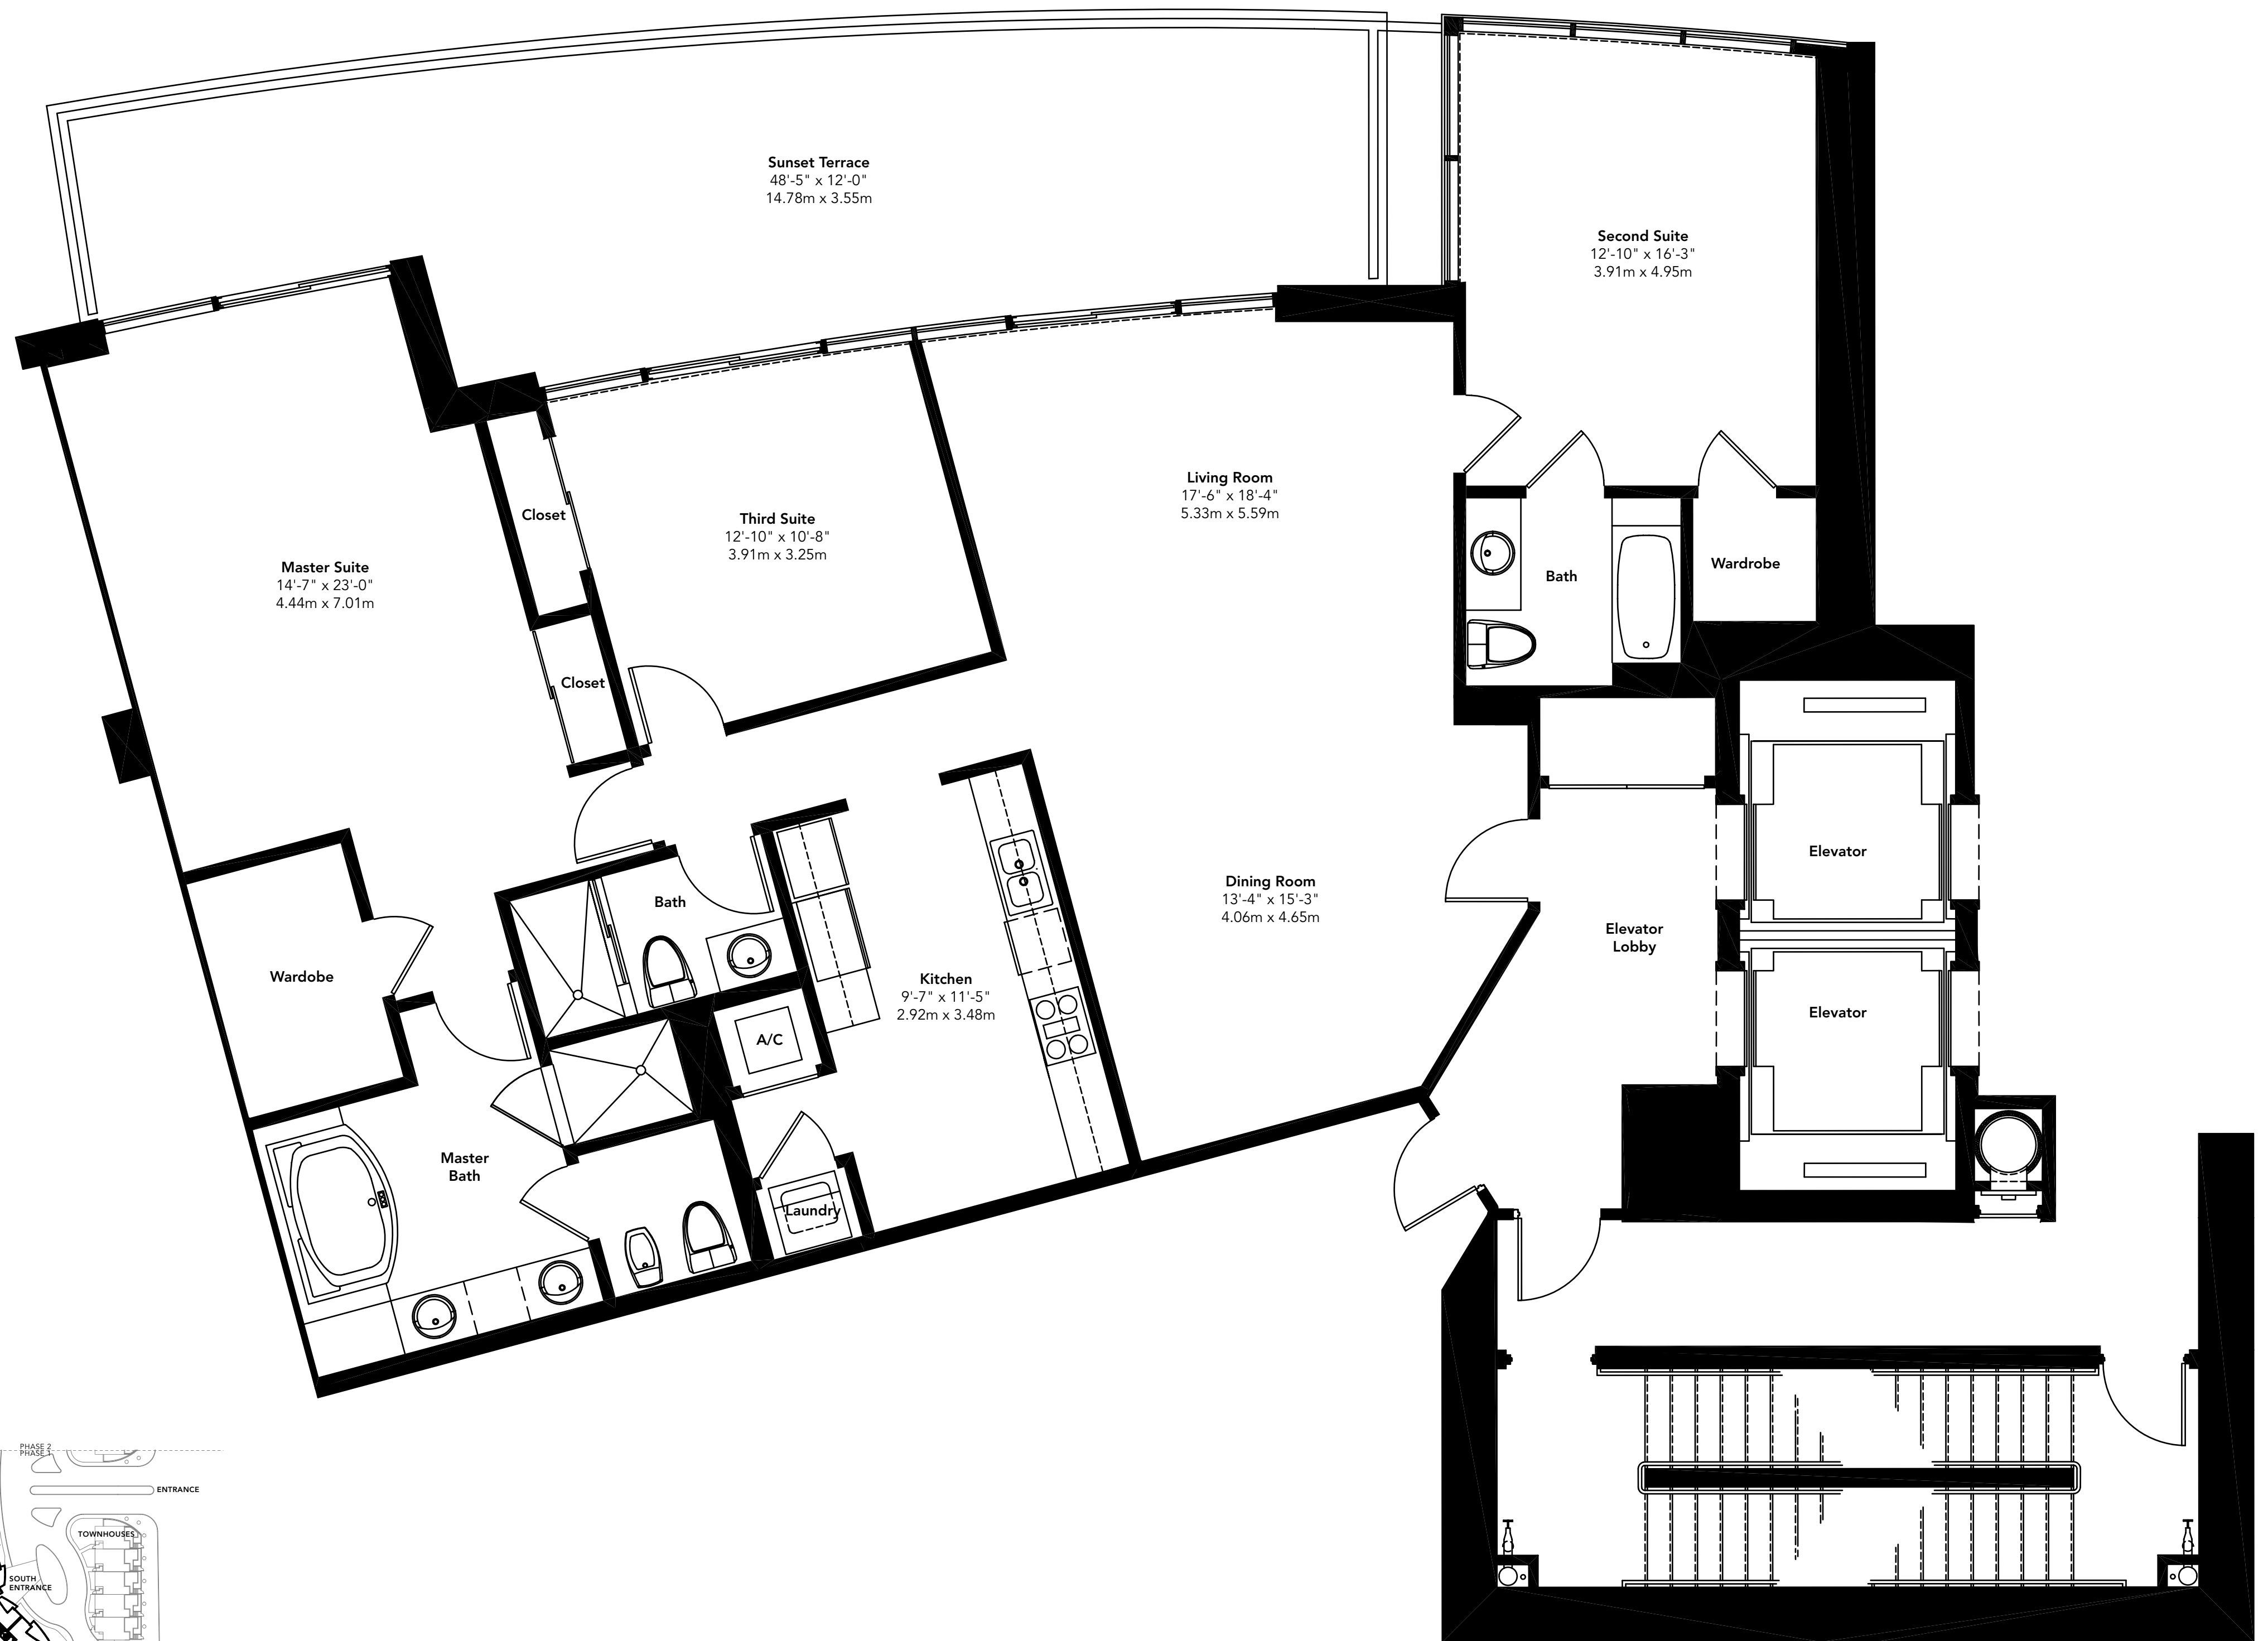 Sunset Terrace
48'-5" x 12'-0"
14.78m x 3.55m
Second Suite
12'-10" x 16'-3"
3.91m x 4.95m
Living Room
17'-6" x 18'-4"
5.33m x 5.59m
Closet
Third Suite
12'-10" x 10'-8"
3.91m x 3.25m
Master Suite
14'-7" x 23'-0"
4.44m x 7.01m
Bath
Wardrobe
Closet
Elevator
Dining Room
13'-4" x 15'-3"
4.06m x 4.65m
Bath
Elevator
Lobby
Wardobe
Kitchen
9'-7" x 11'-5"
2.92m x 3.48m
Elevator
A/C
Master
Bath
Laundry
PHASE 2
PHASE 1
ENTRANCE
TOWNHOUSES
SOUTH
ENTRANCE